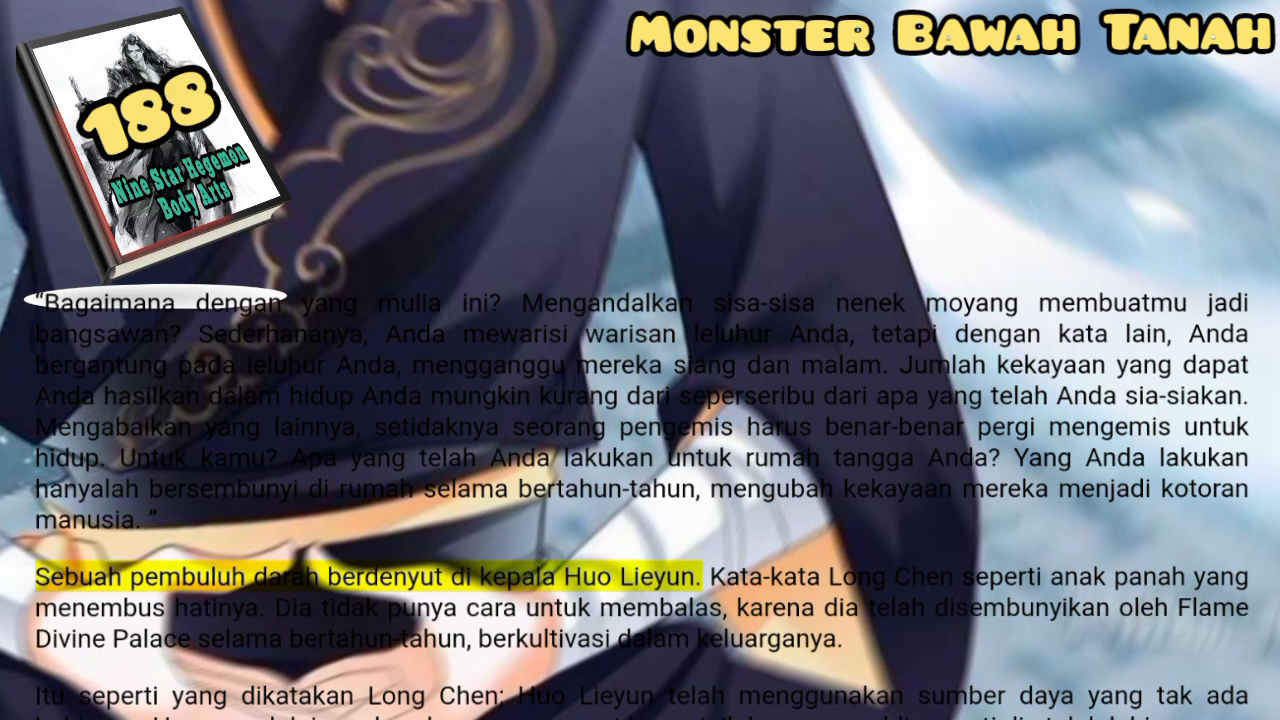 MONSTER BAWAH TANAH
188
Nine Star Hegemon
Body Arts
“Bagaimana dengan yang mulia ini? Mengandalkan sisa-sisa nenek moyang membuatmu jadi
bangsawan? Sederhananya, Anda mewarisi warisan leluhur Anda, tetapi dengan kata lain, Anda
bergantung pada leluhur Anda, mengganggu mereka siang dan malam. Jumlah kekayaan yang dapat
Anda hasilkan dalam hidup Anda mungkin kurang dari seperseribu dari apa yang telah Anda sia-siakan.
Mengabaikan yang lainnya, setidaknya seorang pengemis harus benar-benar pergi mengemis untuk
hidup. Untuk kamu? Apa yang telah Anda lakukan untuk rumah tangga Anda? Yang Anda lakukan
hanyalah bersembunyi di rumah selama bertahun-tahun, mengubah kekayaan mereka menjadi kotoran
manusia. ”
Sebuah pembuluh darah berdenyut di kepala Huo Lieyun. Kata-kata Long Chen seperti anak panah yang
menembus hatinya. Dia tidak punya cara untuk membalas, karena dia telah disembunyikan oleh Flame
Divine Palace selama bertahun-tahun, berkultivasi dalam keluarganya.
Itu seperti yang dikatakan Long Chen; Huo Lieyun telah menggunakan sumber daya yang tak ada